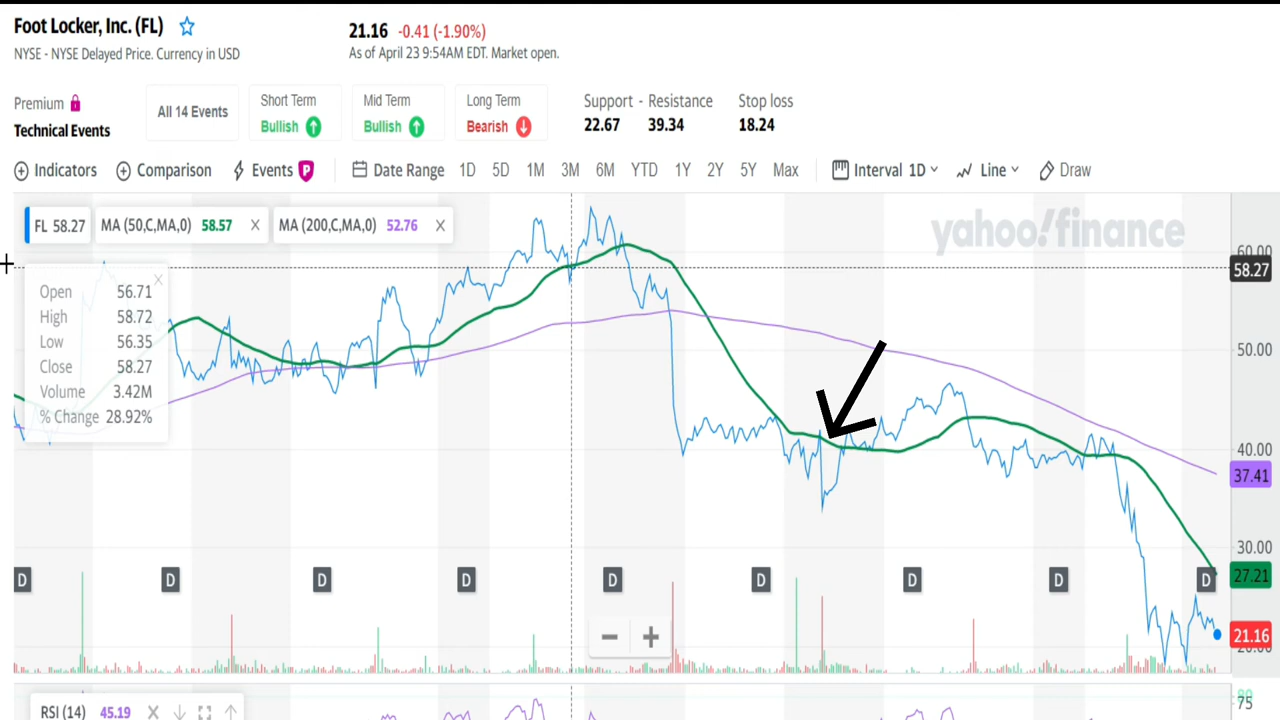 Foot Locker, Inc. (FL)
21.16 -0.41 (-1.90%)
NYSE - NYSE Delayed Price. Currency in USD
As of April 23 9:54AM EDT. Market open.
Premium
Technical Events
All 14 Events
Short Term
Bullish
Mid Term
Bullish
Long Term
Bearish
Support - Resistance
22.67 39.34
Stop loss
18.24
Indicators Comparison Events P Date Range 1D 5D 1M 3M 6M YTD 1Y 2Y 5Y Max Interval 1D Line Draw
FL 58.27 MA (50,C,MA,0) 58.57 X MA (200,C,MA,0) 52.76 X
yahoo!finance
60.00
58.27
Open 56.71
High 58.72
Low 56.35
Close 58.27
Volume 3.42M
% Change 28.92%
50.00
40.00
37.41
30.00
D D D D D D D D D
27.21
21.16
20.00
RSI (14) 45.19
80
75